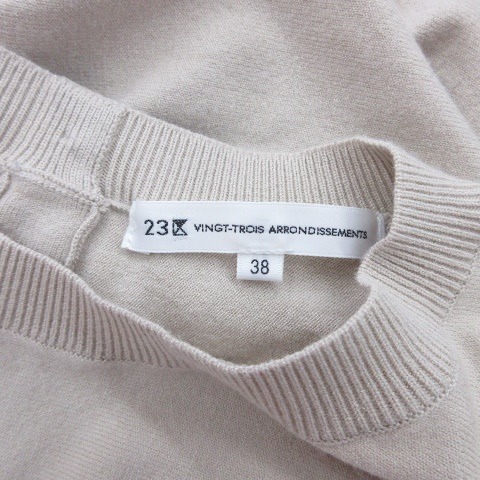 23区 VINGT-TROIS ARRONDISSEMENTS
38